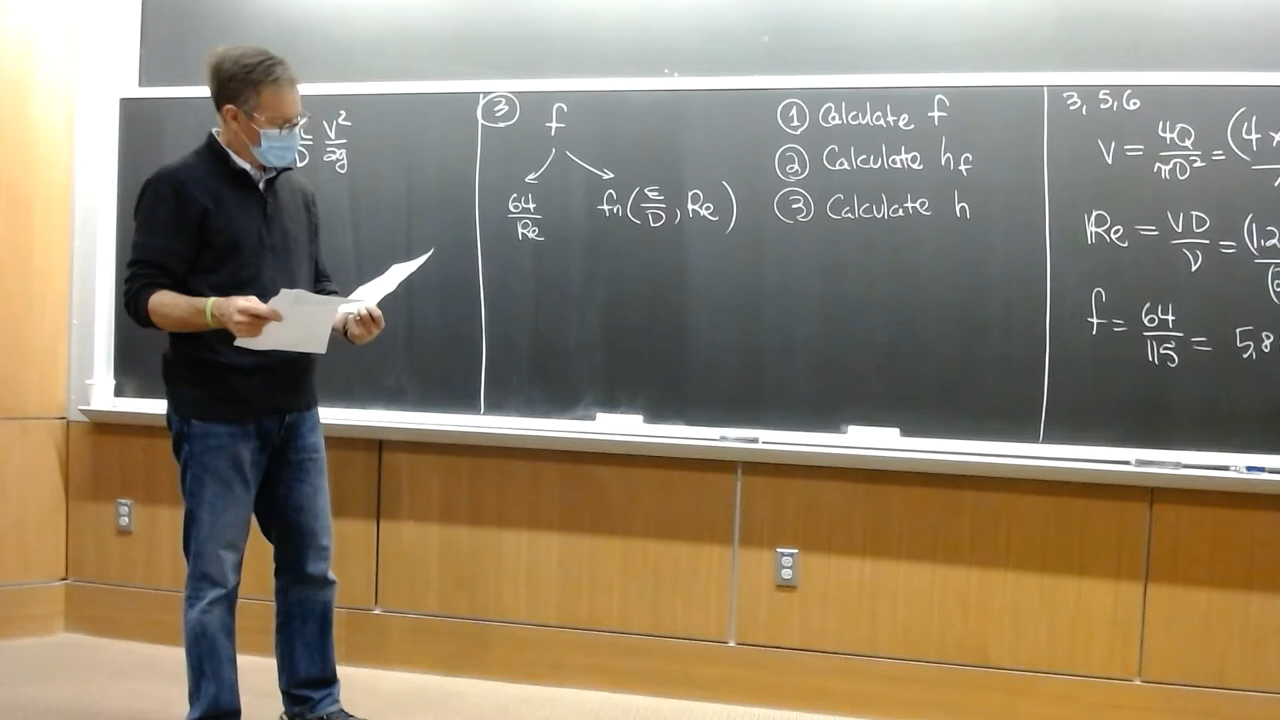 L/D V²/2g
③ f
64/Re fn(ε/D, Re)
① Calculate f
② Calculate hf
③ Calculate h
3, 5, 6
V = 4Q/πD² = (4 x
Re = VD/ν = (1.2
f = 64/115 = 5,8